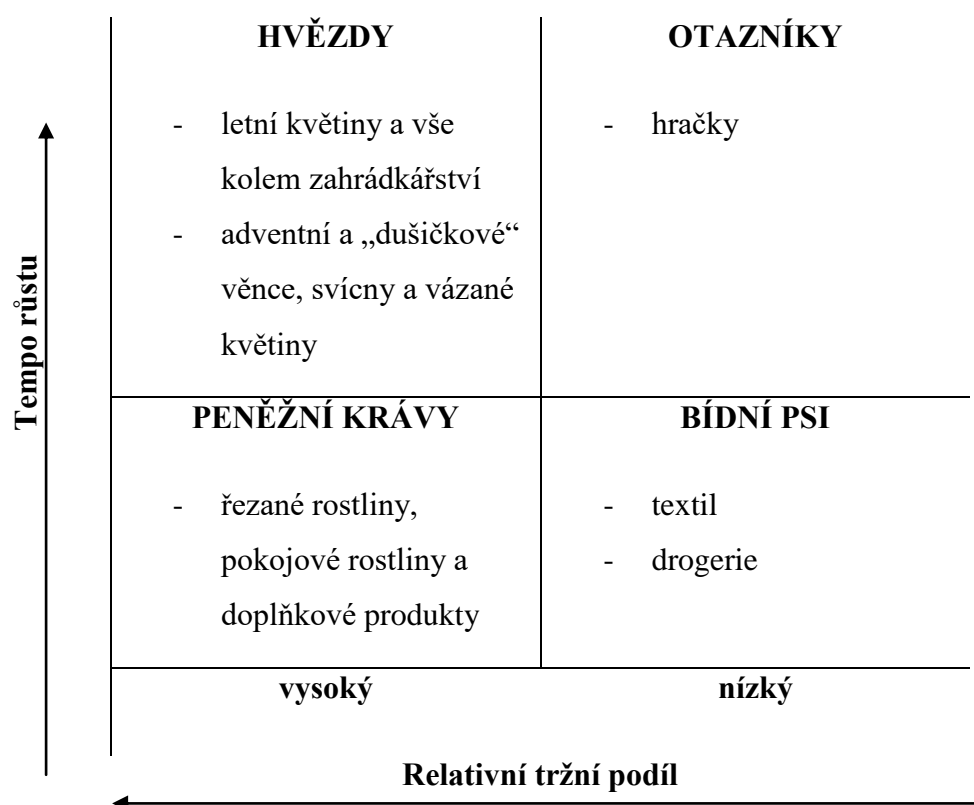 HVĚZDY
- letní květiny a vše
kolem zahrádkářství
- adventní a „dušičkové“
věnce, svícny a vázané
květiny
OTAZNÍKY
- hračky
Tempo růstu
PENĚŽNÍ KRÁVY
- řezané rostliny,
pokojové rostliny a
doplňkové produkty
BÍDNÍ PSI
- textil
- drogerie
vysoký
nízký
Relativní tržní podíl